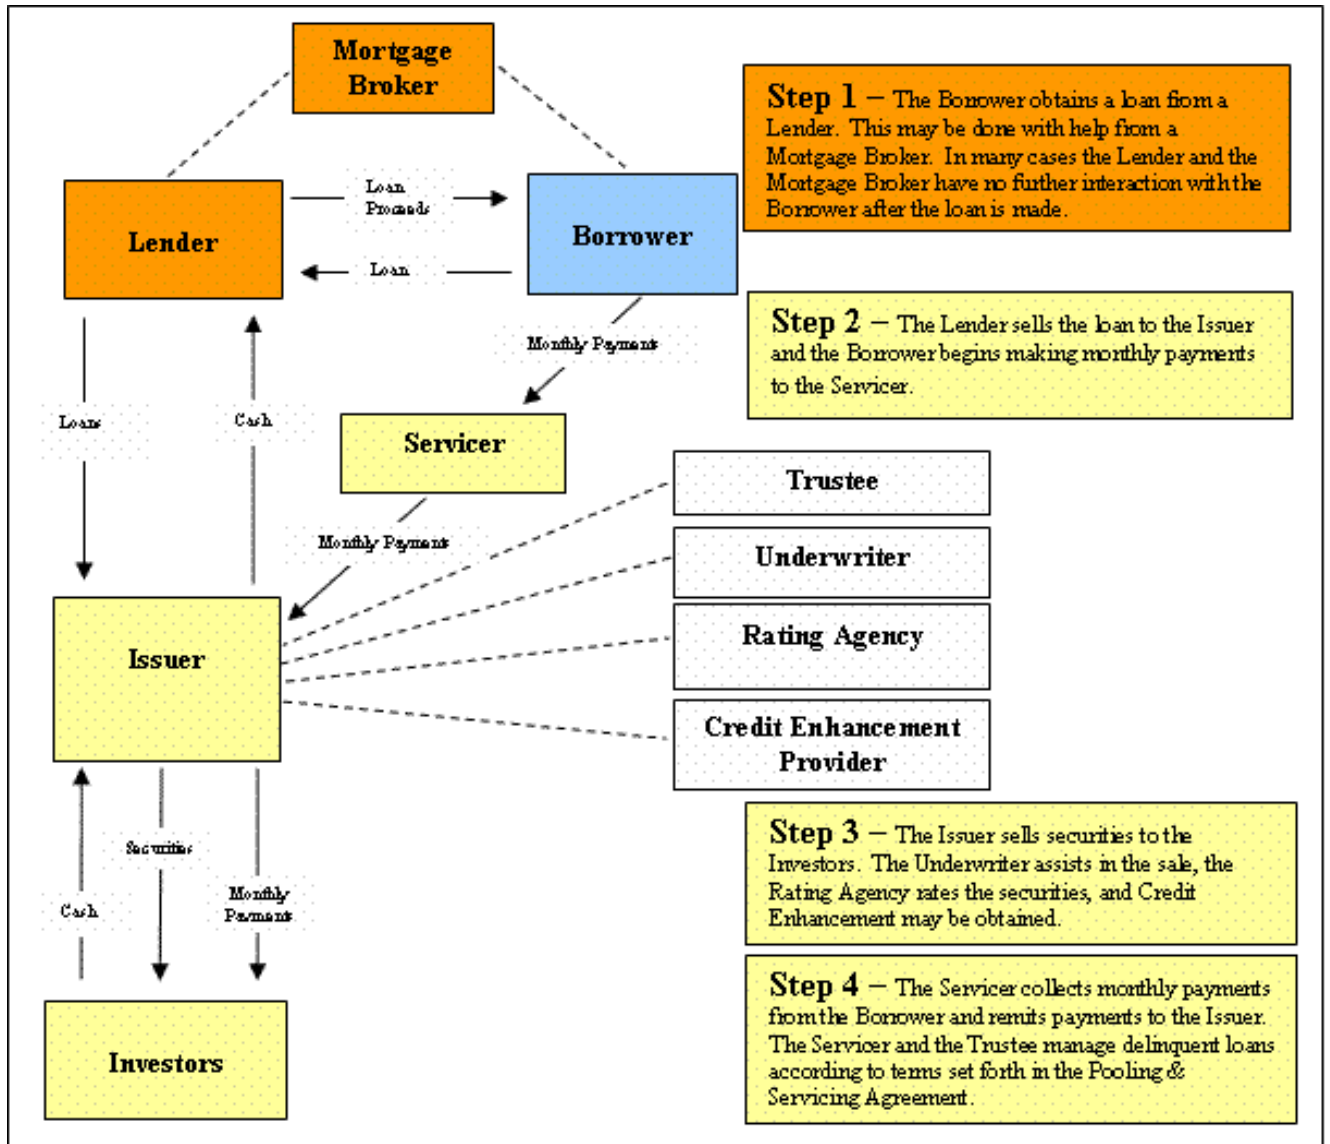 Mortgage
Broker
Step 1 – The Borrower obtains a loan from a
Lender. This may be done with help from a
Mortgage Broker. In many cases the Lender and the
Mortgage Broker have no further interaction with the
Borrower after the loan is made.
Lender
Loan
Proceeds
Loan
Borrower
Step 2 – The Lender sells the loan to the Issuer
and the Borrower begins making monthly payments
to the Servicer.
Monthly Payments
Loans
Cash
Servicer
Monthly Payments
Trustee
Underwriter
Rating Agency
Credit Enhancement
Provider
Issuer
Step 3 – The Issuer sells securities to the
Investors. The Underwriter assists in the sale, the
Rating Agency rates the securities, and Credit
Enhancement may be obtained.
Cash
Securities
Monthly
Payments
Step 4 – The Servicer collects monthly payments
from the Borrower and remits payments to the Issuer.
The Servicer and the Trustee manage delinquent loans
according to terms set forth in the Pooling &
Servicing Agreement.
Investors